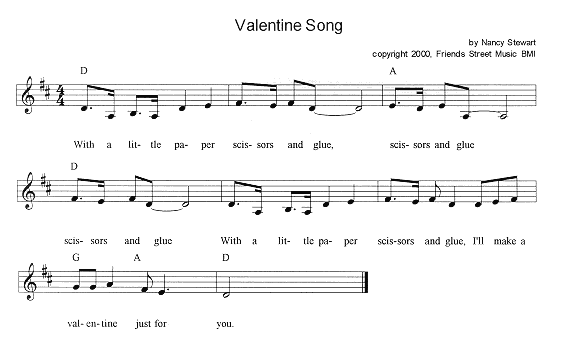 Valentine Song
by Nancy Stewart
copyright 2000, Friends Street Music BMI
D A
4
4
With a lit- tle pa- per scis- sors and glue, scis- sors and glue
D
scis- sors and glue With a lit- tle pa- per scis- sors and glue, I'll make a
G A D
val- en- tine just for you.